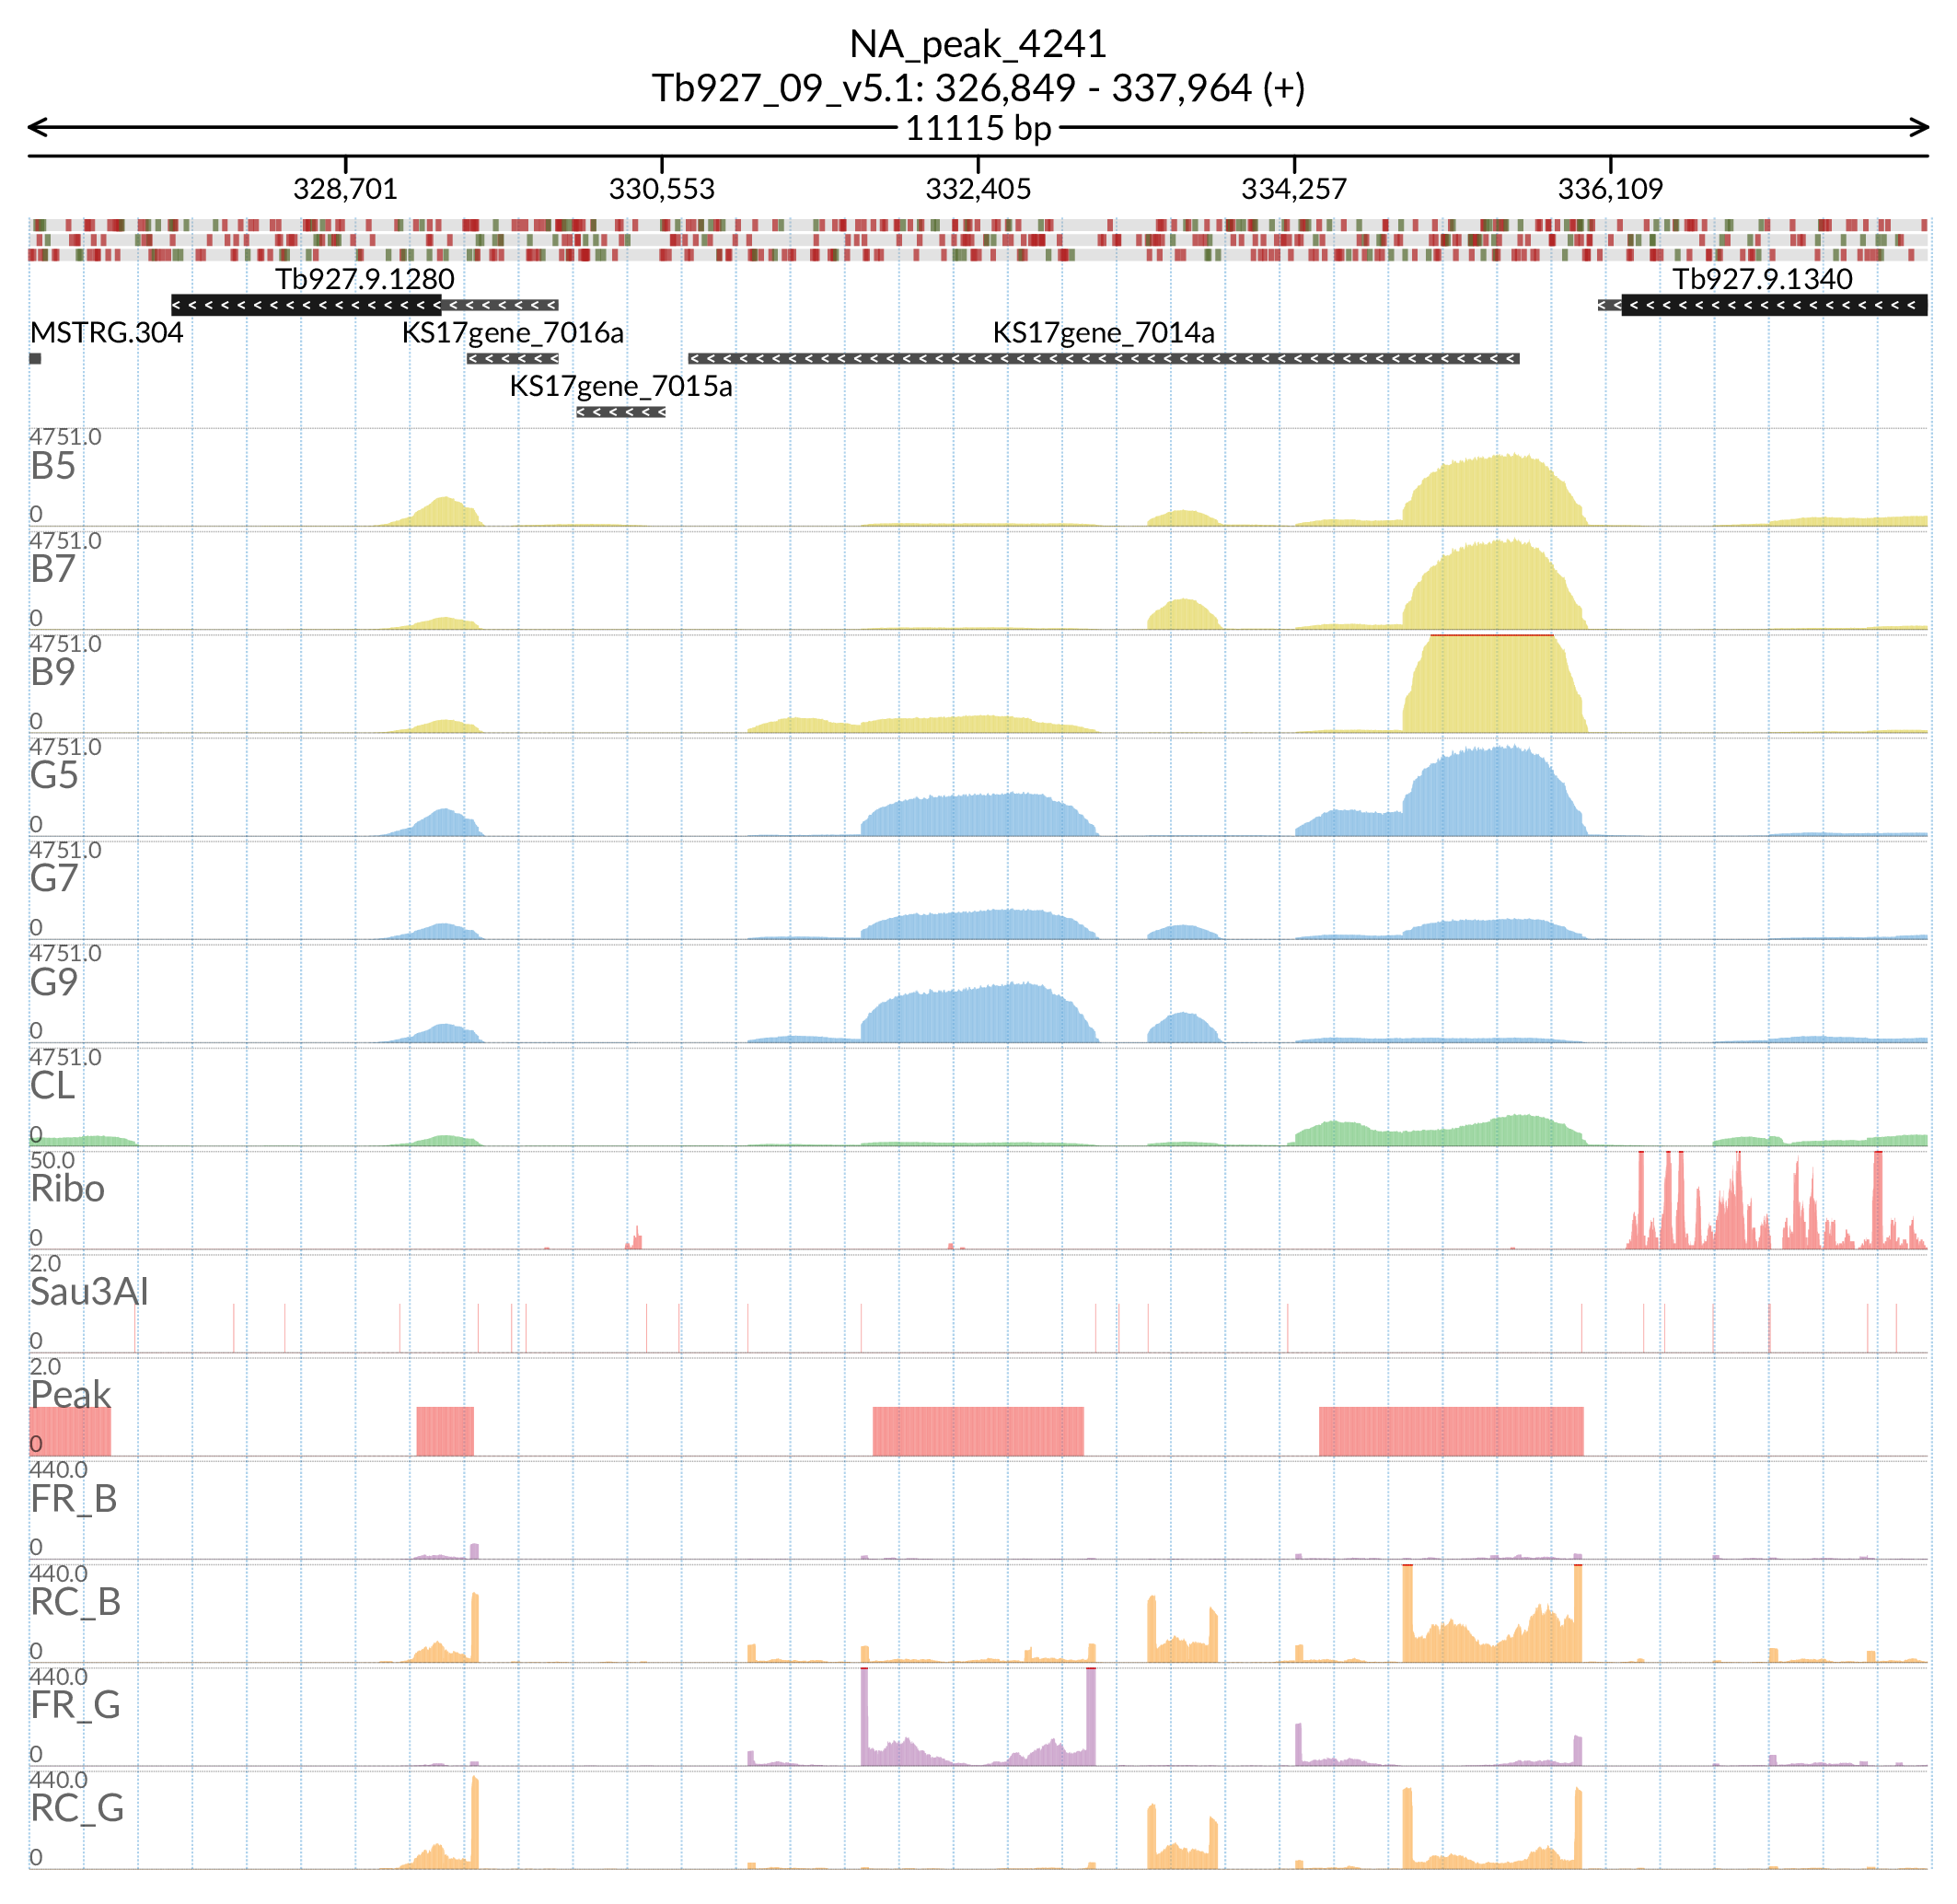 NA_peak_4241
Tb927_09_v5.1: 326,849 - 337,964 (+)
11115 bp
328,701 330,553 332,405 334,257 336,109
Tb927.9.1280 Tb927.9.1340
MSTRG.304 KS17gene_7016a KS17gene_7014a
KS17gene_7015a
4751.0
B5
0
4751.0
B7
0
4751.0
B9
0
4751.0
G5
0
4751.0
G7
0
4751.0
G9
0
4751.0
CL
0
50.0
Ribo
0
2.0
Sau3AI
0
2.0
Peak
0
440.0
FR_B
0
440.0
RC_B
0
440.0
FR_G
0
440.0
RC_G
0